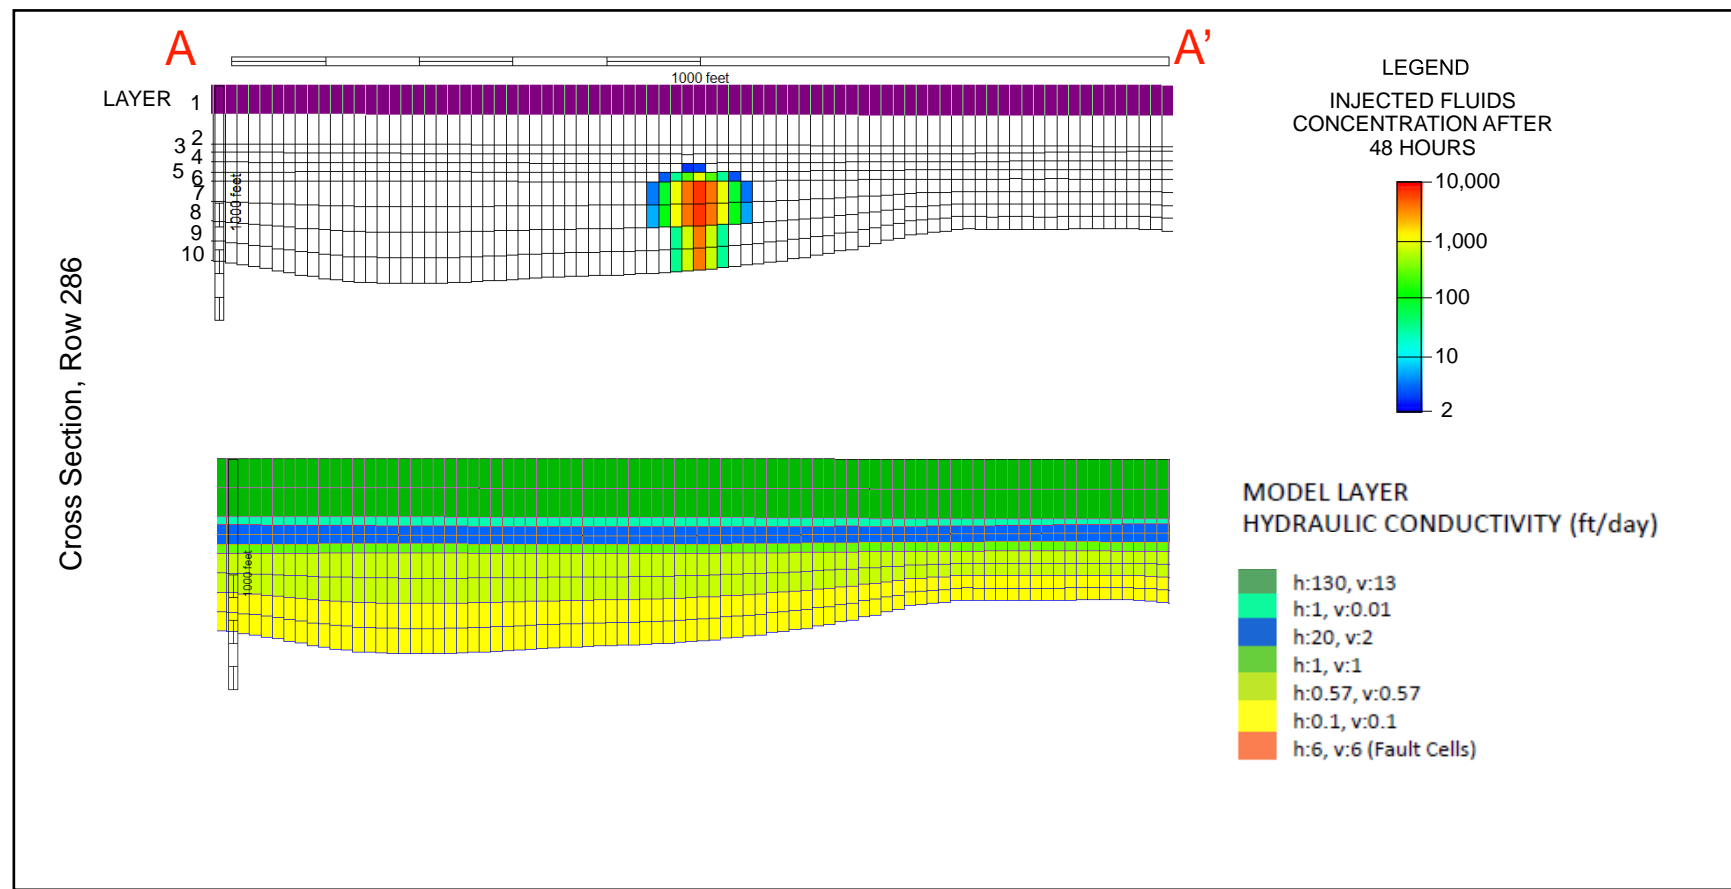 A
A’
1000 feet
LAYER
1
2
3
4
5
6
7
8
9
10
1000 feet
Cross Section, Row 286
1000 feet
LEGEND
INJECTED FLUIDS
CONCENTRATION AFTER
48 HOURS
10,000
1,000
100
10
2
MODEL LAYER
HYDRAULIC CONDUCTIVITY (ft/day)
h:130, v:13
h:1, v:0.01
h:20, v:2
h:1, v:1
h:0.57, v:0.57
h:0.1, v:0.1
h:6, v:6 (Fault Cells)